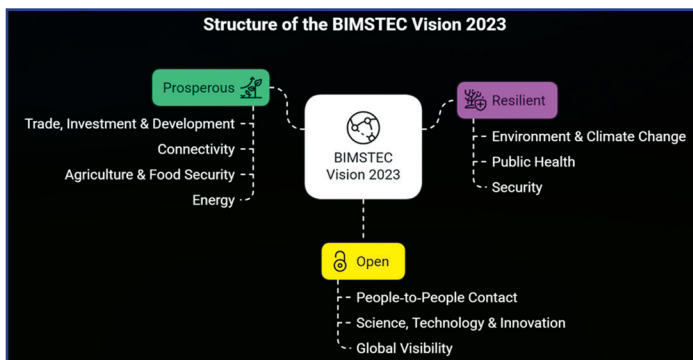 Structure of the BIMSTEC Vision 2023
Prosperous
Trade, Investment & Development
Connectivity
Agriculture & Food Security
Energy
BIMSTEC
Vision 2023
Resilient
Environment & Climate Change
Public Health
Security
Open
People-to-People Contact
Science, Technology & Innovation
Global Visibility